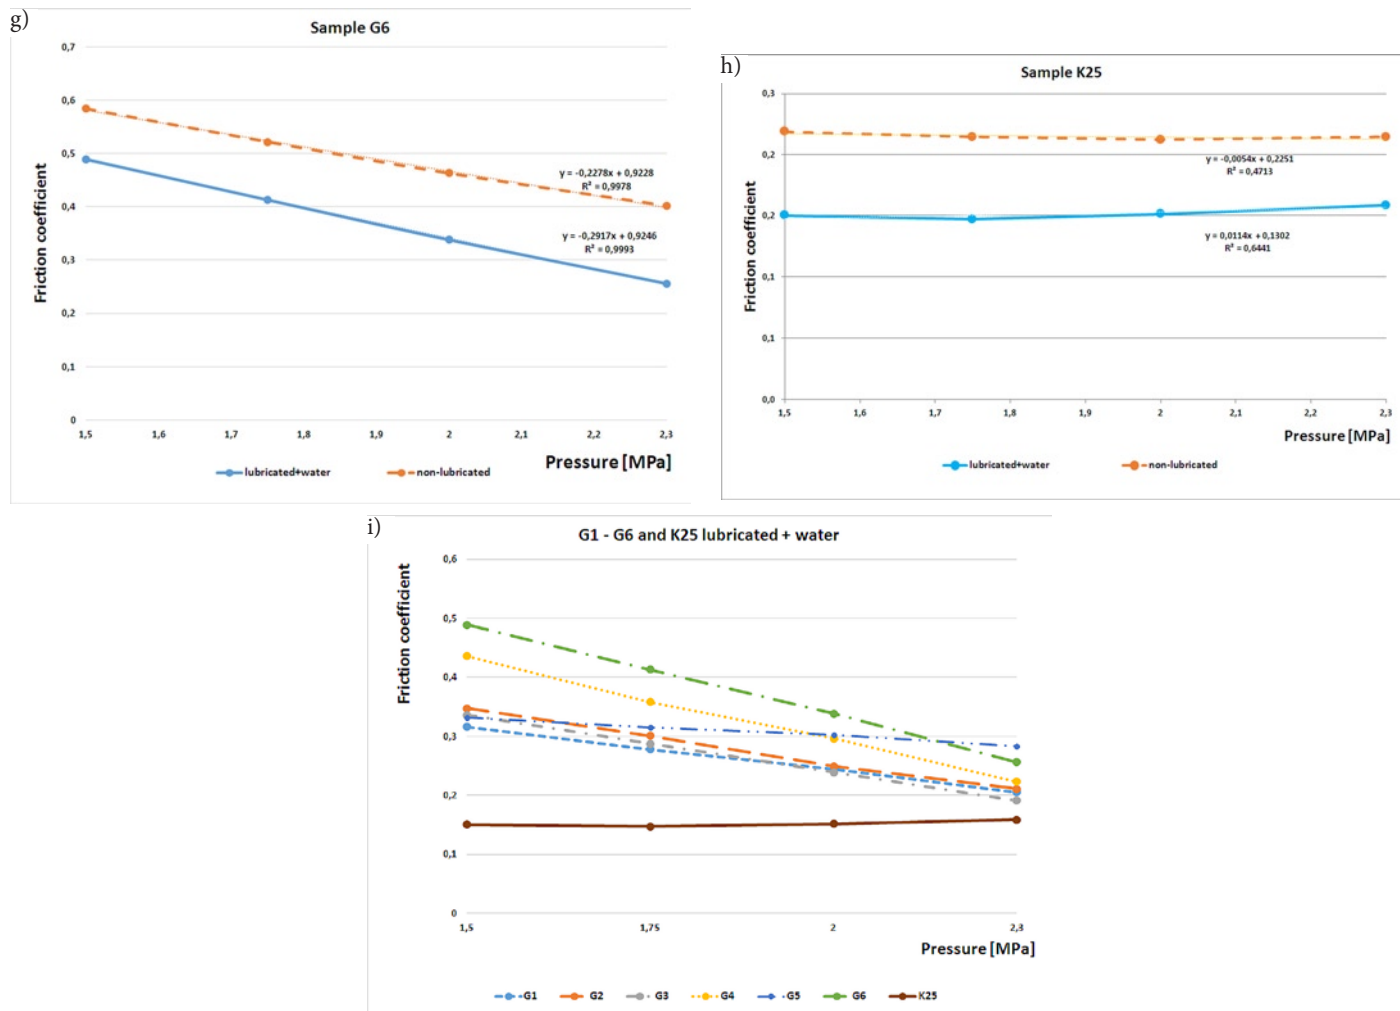 g)
Sample G6
0,7
0,6
0,5
0,4
0,3
0,2
0,1
0
Friction coefficient
y = -0,2278x + 0,9228
R² = 0,9978
y = -0,2917x + 0,9246
R² = 0,9993
1,5 1,6 1,7 1,8 1,9 2 2,1 2,2 2,3
Pressure [MPa]
lubricated+water non-lubricated
h)
Sample K25
0,3
0,2
0,2
0,1
0,1
0,0
Friction coefficient
y = -0,0054x + 0,2251
R² = 0,4713
y = 0,0114x + 0,1302
R² = 0,6441
1,5 1,6 1,7 1,8 1,9 2 2,1 2,2 2,3
Pressure [MPa]
lubricated+water non-lubricated
i)
G1 - G6 and K25 lubricated + water
0,6
0,5
0,4
0,3
0,2
0,1
0
Friction coefficient
1,5 1,75 2 2,3
Pressure [MPa]
G1 G2 G3 G4 G5 G6 K25